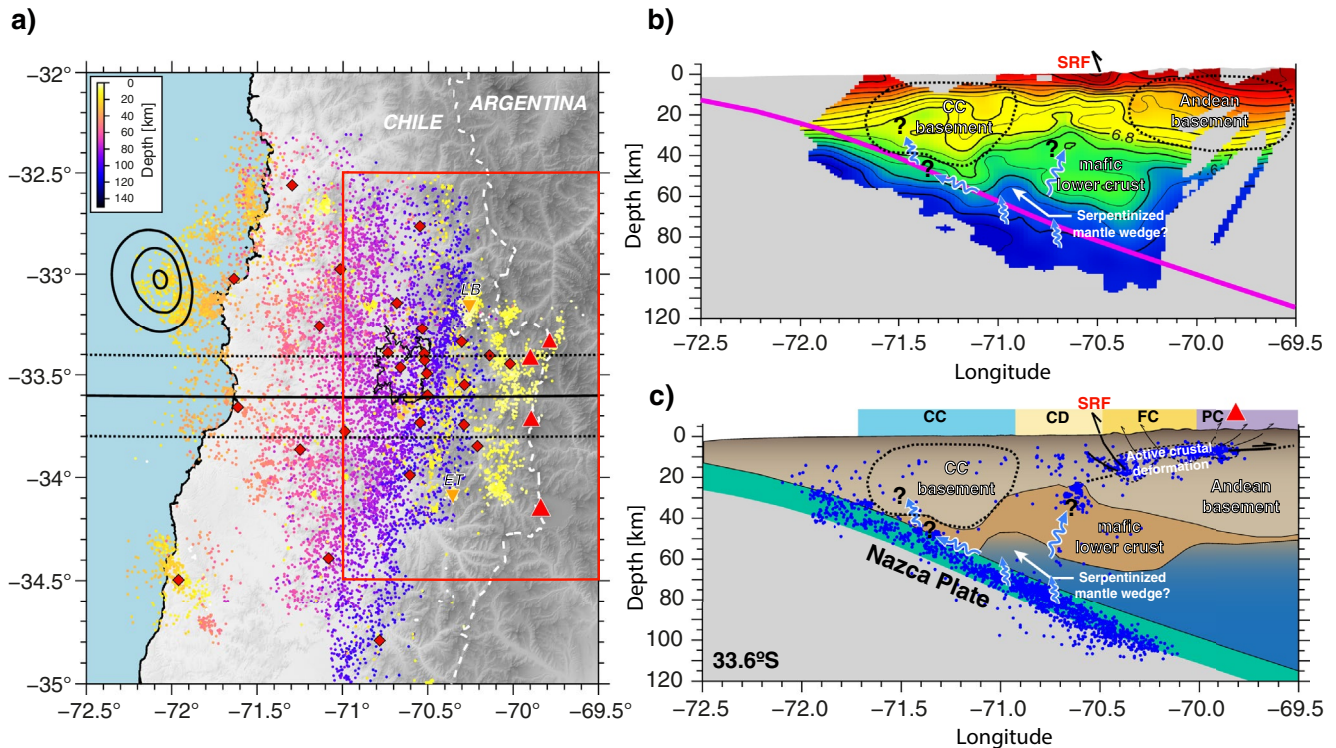 a)
−32°
−32.5°
−33°
−33.5°
−34°
−34.5°
−35°
−72.5°
−72°
−71.5°
−71°
−70.5°
−70°
−69.5°
0
20
40
60
80
100
120
140
Depth [km]
ARGENTINA
CHILE
LB
ET
b)
SRF
0
20
40
60
80
100
120
Depth [km]
CC
basement
Andean
basement
6.8
?
?
?
mafic
lower crust
Serpentinized
mantle wedge?
−72.5
−72.0
−71.5
−71.0
−70.5
−70.0
−69.5
Longitude
c)
CC
CD
FC
PC
SRF
0
20
40
60
80
100
120
Depth [km]
Active crustal
deformation
CC
basement
Andean
basement
?
?
?
mafic
lower crust
Serpentinized
mantle wedge?
Nazca Plate
33.6ºS
−72.5
−72.0
−71.5
−71.0
−70.5
−70.0
−69.5
Longitude